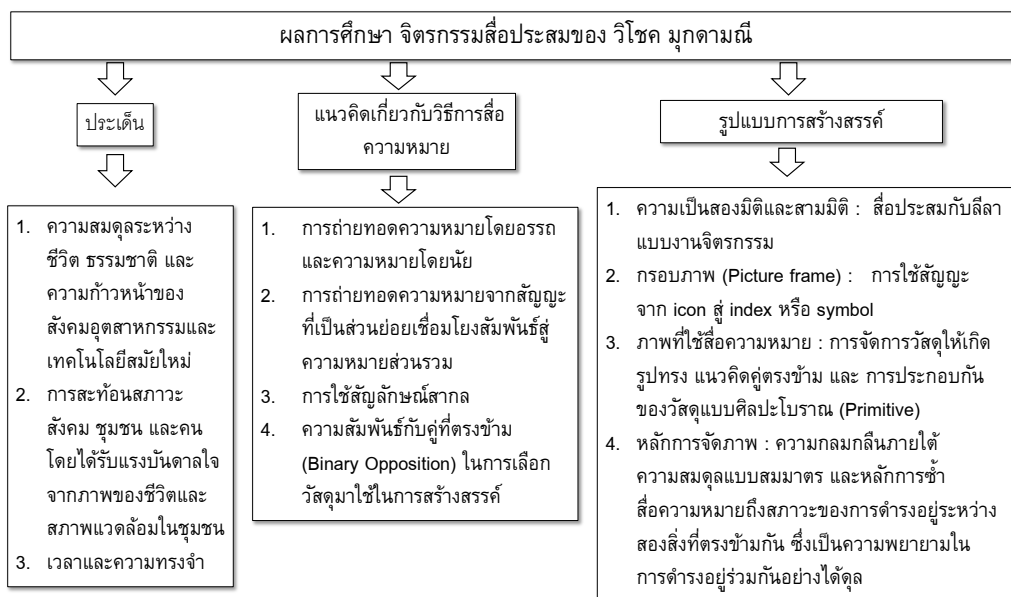 ผลการศึกษา จิตรกรรมสื่อประสมของ วิโชค มุกดามณี
ประเด็น
แนวคิดเกี่ยวกับวิธีการสื่อ
ความหมาย
รูปแบบการสร้างสรรค์
1. ความสมดุลระหว่าง
ชีวิต ธรรมชาติ และ
ความก้าวหน้าของ
สังคมอุตสาหกรรมและ
เทคโนโลยีสมัยใหม่
2. การสะท้อนสภาวะ
สังคม ชุมชน และคน
โดยได้รับแรงบันดาลใจ
จากภาพของชีวิตและ
สภาพแวดล้อมในชุมชน
3. เวลาและความทรงจำ
1. การถ่ายทอดความหมายโดยอรรถ
และความหมายโดยนัย
2. การถ่ายทอดความหมายจากสัญญะ
ที่เป็นส่วนย่อยเชื่อมโยงสัมพันธ์สู่
ความหมายส่วนรวม
3. การใช้สัญลักษณ์สากล
4. ความสัมพันธ์กับคู่ที่ตรงข้าม
(Binary Opposition) ในการเลือก
วัสดุมาใช้ในการสร้างสรรค์
1. ความเป็นสองมิติและสามมิติ : สื่อประสมกับลีลา
แบบงานจิตรกรรม
2. กรอบภาพ (Picture frame) : การใช้สัญญะ
จาก icon สู่ index หรือ symbol
3. ภาพที่ใช้สื่อความหมาย : การจัดการวัสดุให้เกิด
รูปทรง แนวคิดคู่ตรงข้าม และ การประกอบกัน
ของวัสดุแบบศิลปะโบราณ (Primitive)
4. หลักการจัดภาพ : ความกลมกลืนภายใต้
ความสมดุลแบบสมมาตร และหลักการซ้ำ
สื่อความหมายถึงสภาวะของการดำรงอยู่ระหว่าง
สองสิ่งที่ตรงข้ามกัน ซึ่งเป็นความพยายามใน
การดำรงอยู่ร่วมกันอย่างได้ดุล